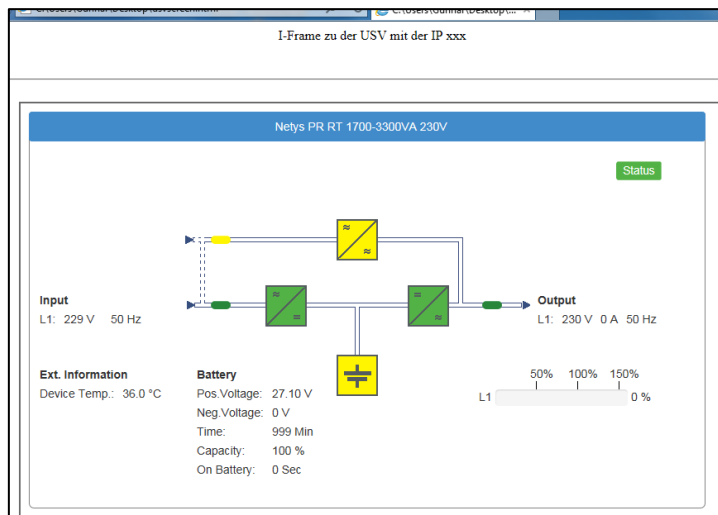 I-Frame zu der USV mit der IP xxx
Netys PR RT 1700-3300VA 230V
Status
Input
L1: 229 V 50 Hz
Output
L1: 230 V 0 A 50 Hz
Ext. Information
Device Temp.: 36.0 °C
Battery
Pos.Voltage: 27.10 V
Neg.Voltage: 0 V
Time: 999 Min
Capacity: 100 %
On Battery: 0 Sec
50% 100% 150%
L1 0 %